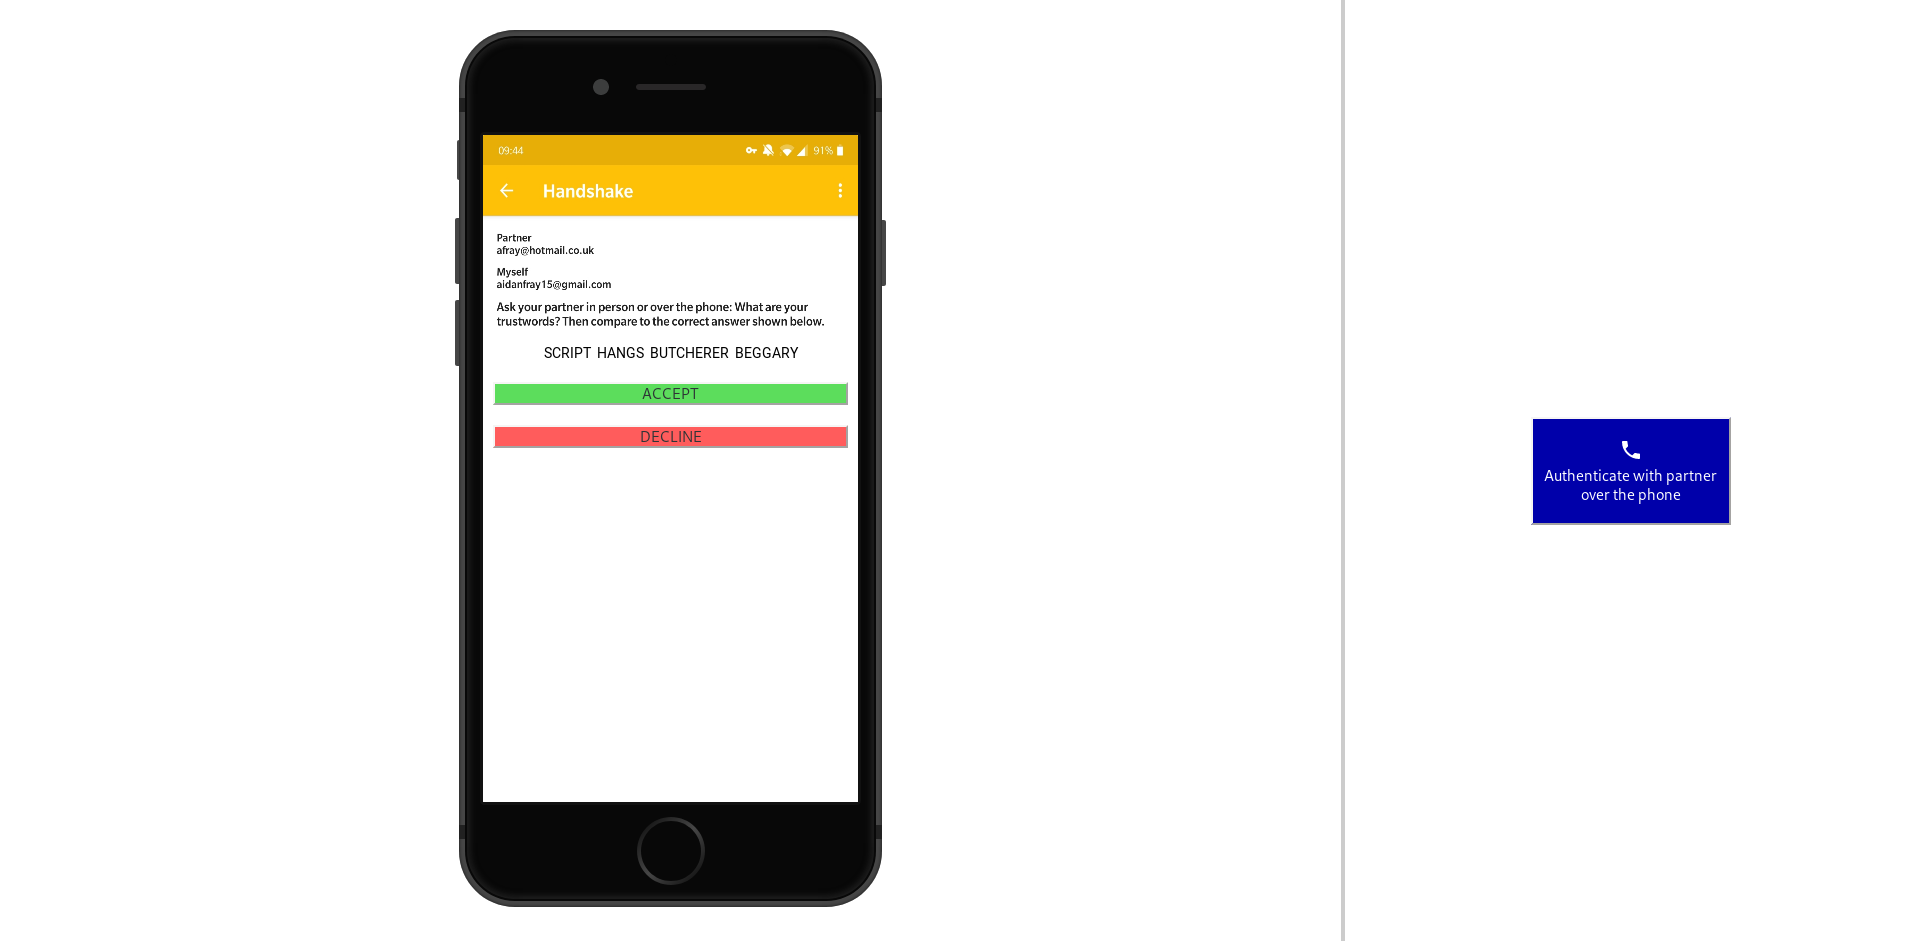 09:44
91%
Handshake
Partner
afray@hotmail.co.uk
Myself
aidanfray15@gmail.com
Ask your partner in person or over the phone: What are your
trustwords? Then compare to the correct answer shown below.
SCRIPT HANGS BUTCHERER BEGGARY
ACCEPT
DECLINE
Authenticate with partner
over the phone